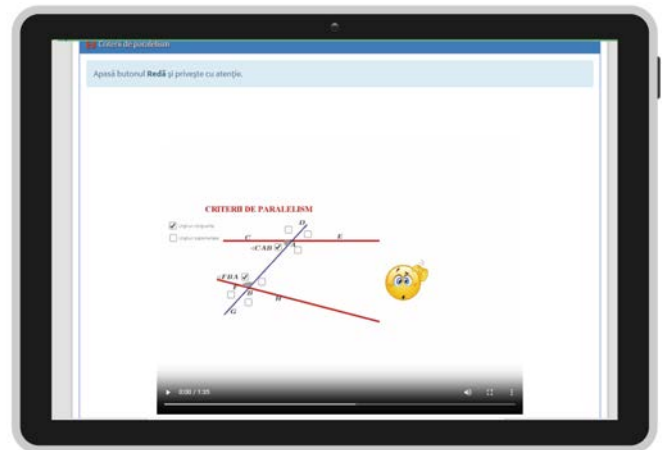 Criterii de paralelism
Apasă butonul Redă și privește cu atenție.
CRITERII DE PARALELISM
D
C
E
∢CAB
A
∢FBA
F
B
H
G
0:00 / 1:35